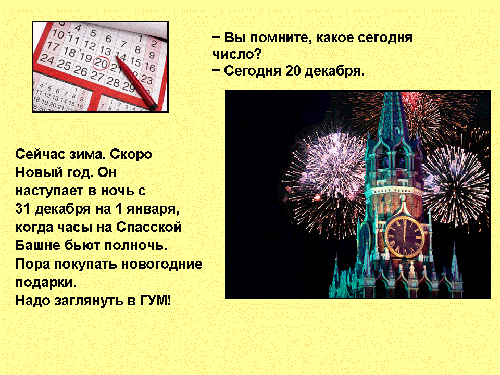 – Вы помните, какое сегодня
число?
– Сегодня 20 декабря.
Сейчас зима. Скоро
Новый год. Он
наступает в ночь с
31 декабря на 1 января,
когда часы на Спасской
Башне бьют полночь.
Пора покупать новогодние
подарки.
Надо заглянуть в ГУМ!